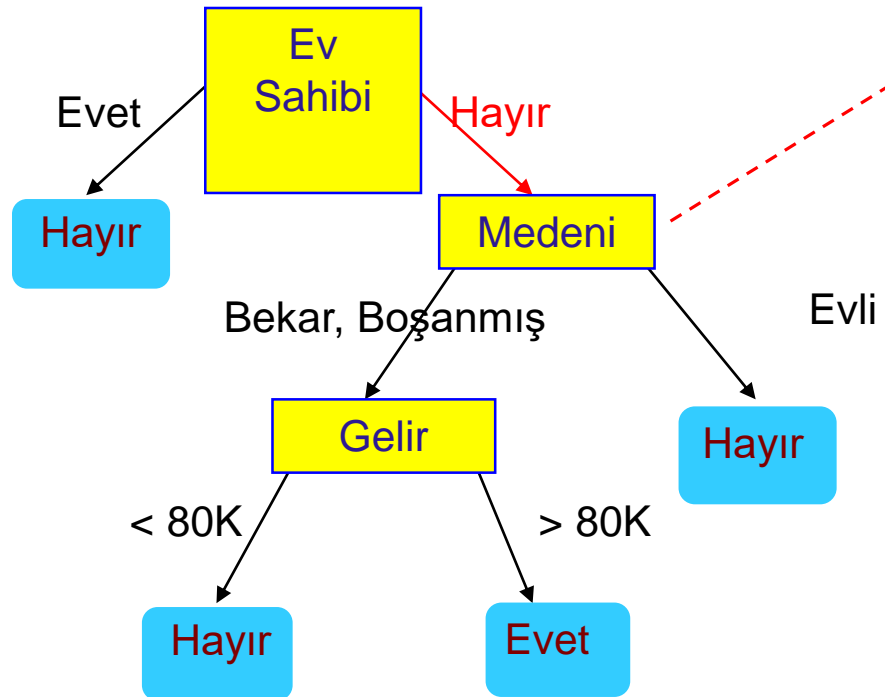 Ev
Sahibi
Evet
Hayır
Hayır
Medeni
Bekar, Boşanmış
Evli
Gelir
Hayır
< 80K
> 80K
Hayır
Evet